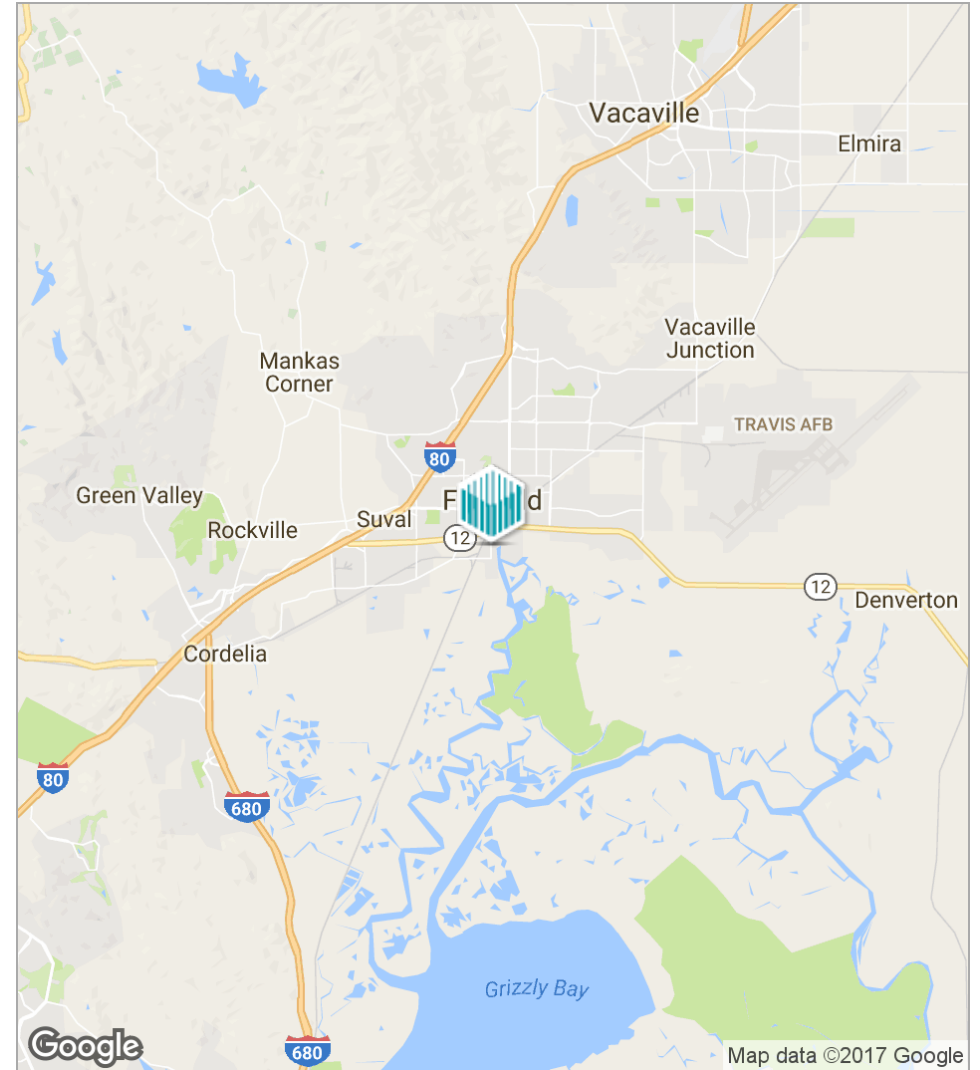 Vacaville
Elmira
Vacaville
Junction
Mankas
Corner
TRAVIS AFB
80
Green Valley
Rockville
Suval
12
12
Denverton
Cordelia
80
680
Grizzly Bay
680
Google
Map data ©2017 Google